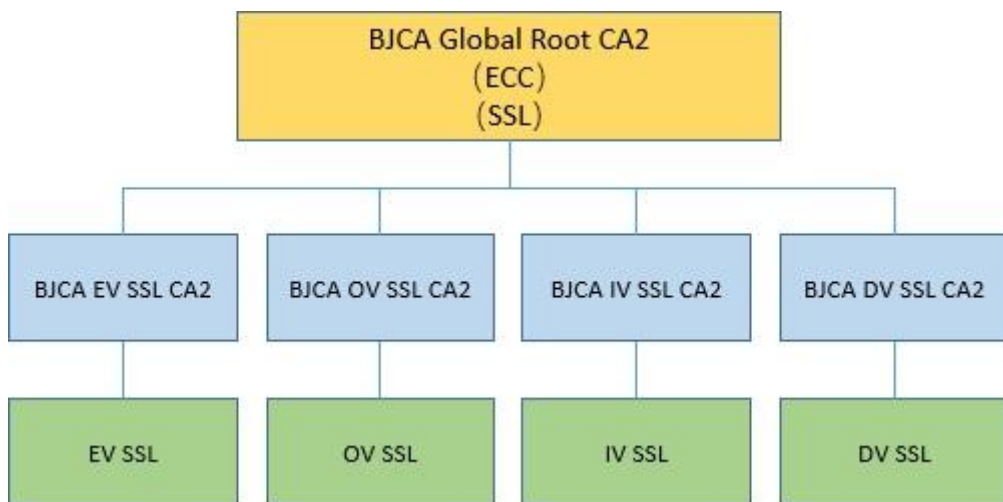 BJCA Global Root CA2
(ECC)
(SSL)
BJCA EV SSL CA2
BJCA OV SSL CA2
BJCA IV SSL CA2
BJCA DV SSL CA2
EV SSL
OV SSL
IV SSL
DV SSL